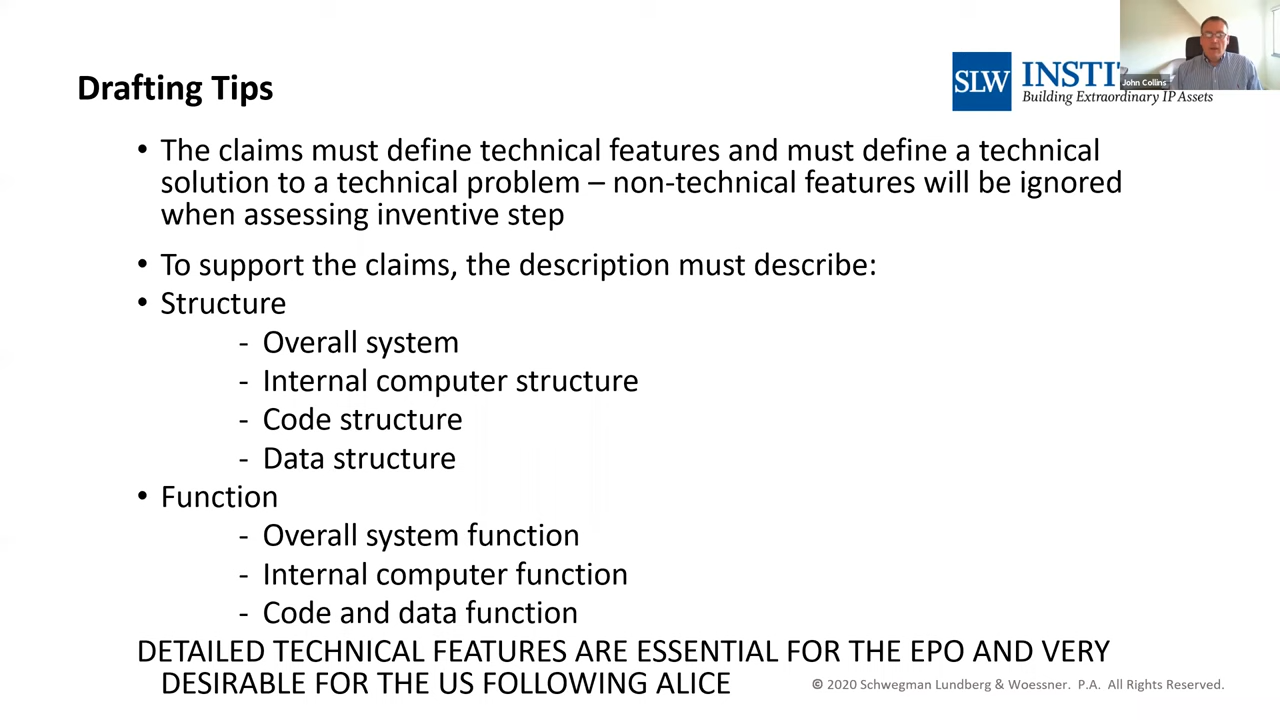 Drafting Tips
SLW INSTI
Building Extraordinary IP Assets
John Collins
• The claims must define technical features and must define a technical
solution to a technical problem – non-technical features will be ignored
when assessing inventive step
• To support the claims, the description must describe:
• Structure
- Overall system
- Internal computer structure
- Code structure
- Data structure
• Function
- Overall system function
- Internal computer function
- Code and data function
DETAILED TECHNICAL FEATURES ARE ESSENTIAL FOR THE EPO AND VERY
DESIRABLE FOR THE US FOLLOWING ALICE
© 2020 Schwegman Lundberg & Woessner. P.A. All Rights Reserved.